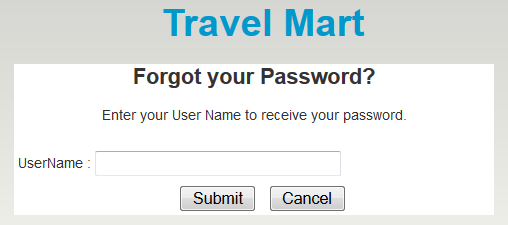 Travel Mart
Forgot your Password?
Enter your User Name to receive your password.
UserName :
Submit Cancel